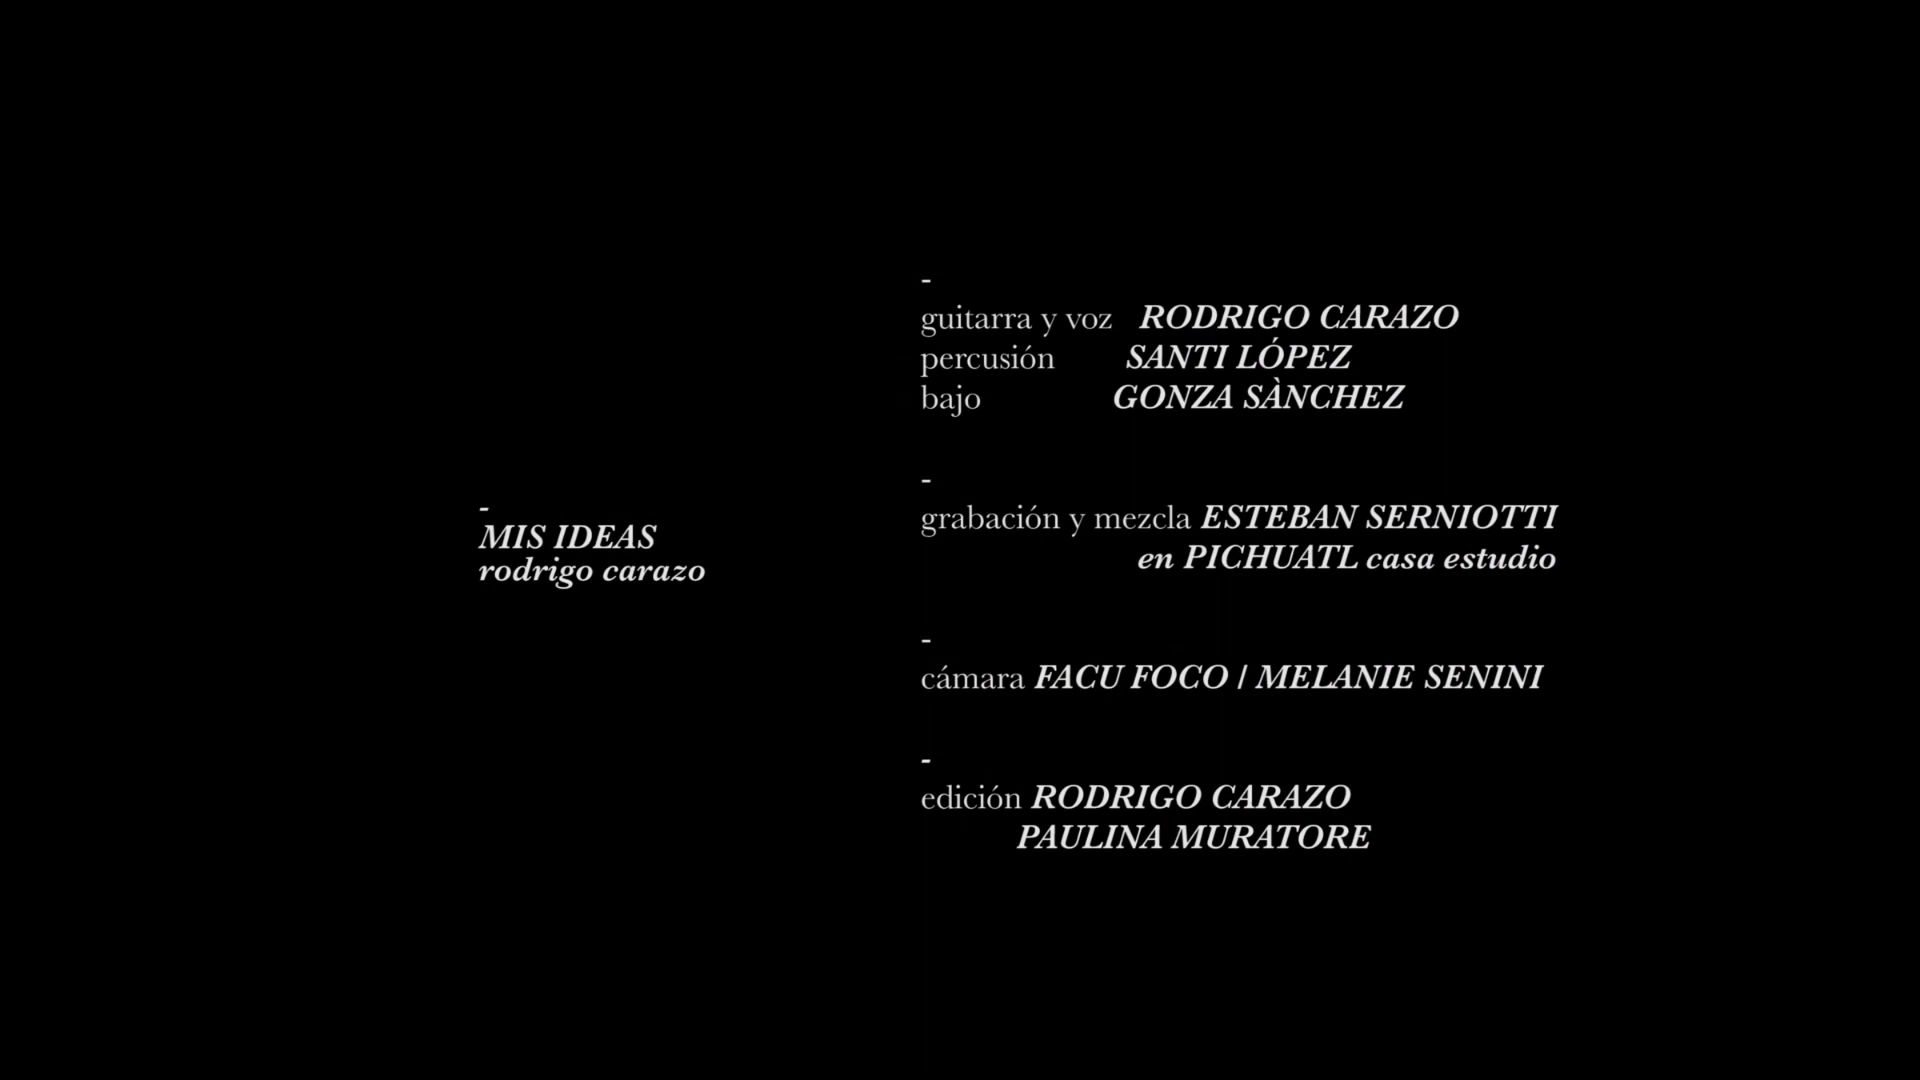 -
MIS IDEAS
rodrigo carazo
-
guitarra y voz RODRIGO CARAZO
percusión SANTI LÓPEZ
bajo GONZA SÀNCHEZ
-
grabación y mezcla ESTEBAN SERNIOTTI
en PICHUATL casa estudio
-
cámara FACU FOCO / MELANIE SENINI
-
edición RODRIGO CARAZO
PAULINA MURATORE